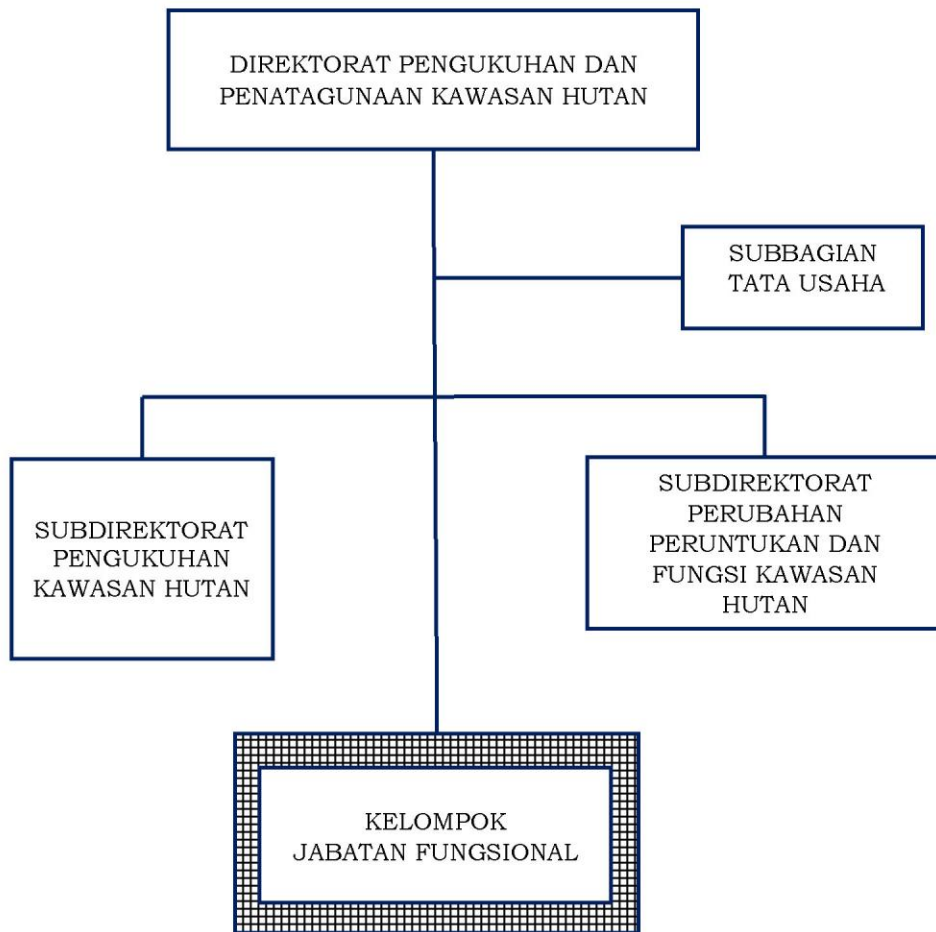 DIREKTORAT PENGUKUHAN DAN
PENATAGUNAAN KAWASAN HUTAN
SUBBAGIAN
TATA USAHA
SUBDIREKTORAT
PENGUKUHAN
KAWASAN HUTAN
SUBDIREKTORAT
PERUBAHAN
PERUNTUKAN DAN
FUNGSI KAWASAN
HUTAN
KELOMPOK
JABATAN FUNGSIONAL